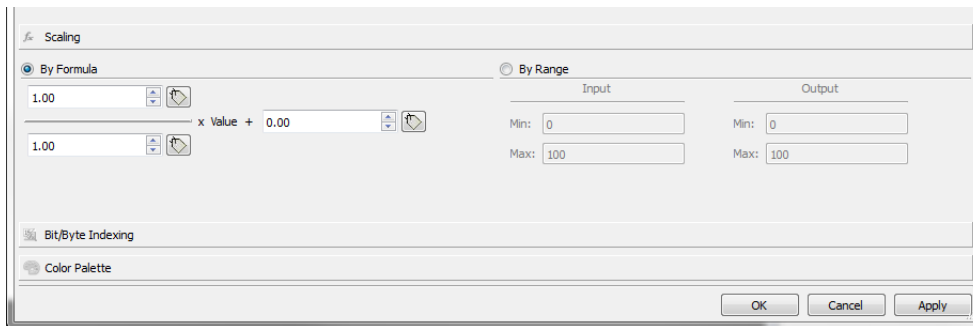 Scaling
By Formula
1.00
1.00
x Value + 0.00
By Range
Input
Min: 0
Max: 100
Output
Min: 0
Max: 100
Bit/Byte Indexing
Color Palette
OK Cancel Apply